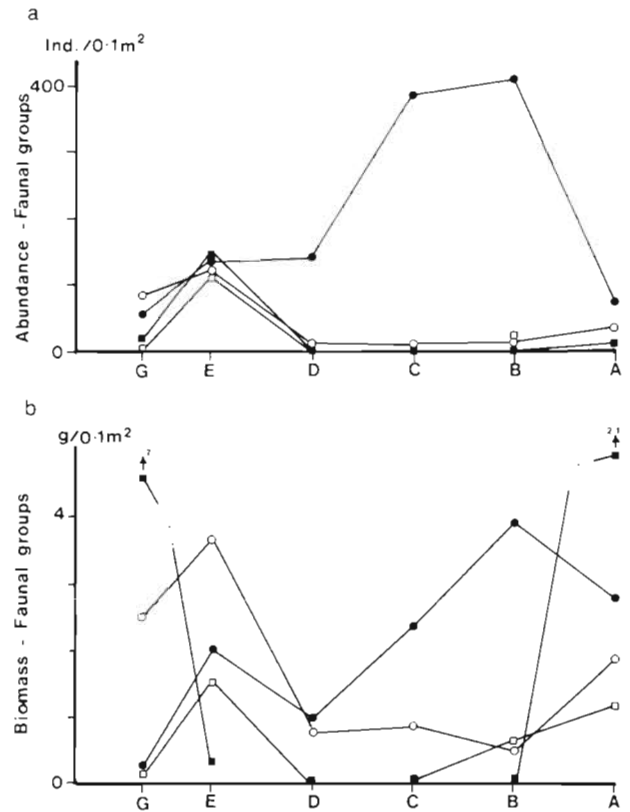 a
Ind./0·1m²
400
Abundance - Faunal groups
0
G E D C B A
b
g/0·1m²
4
Biomass - Faunal groups
0
G E D C B A